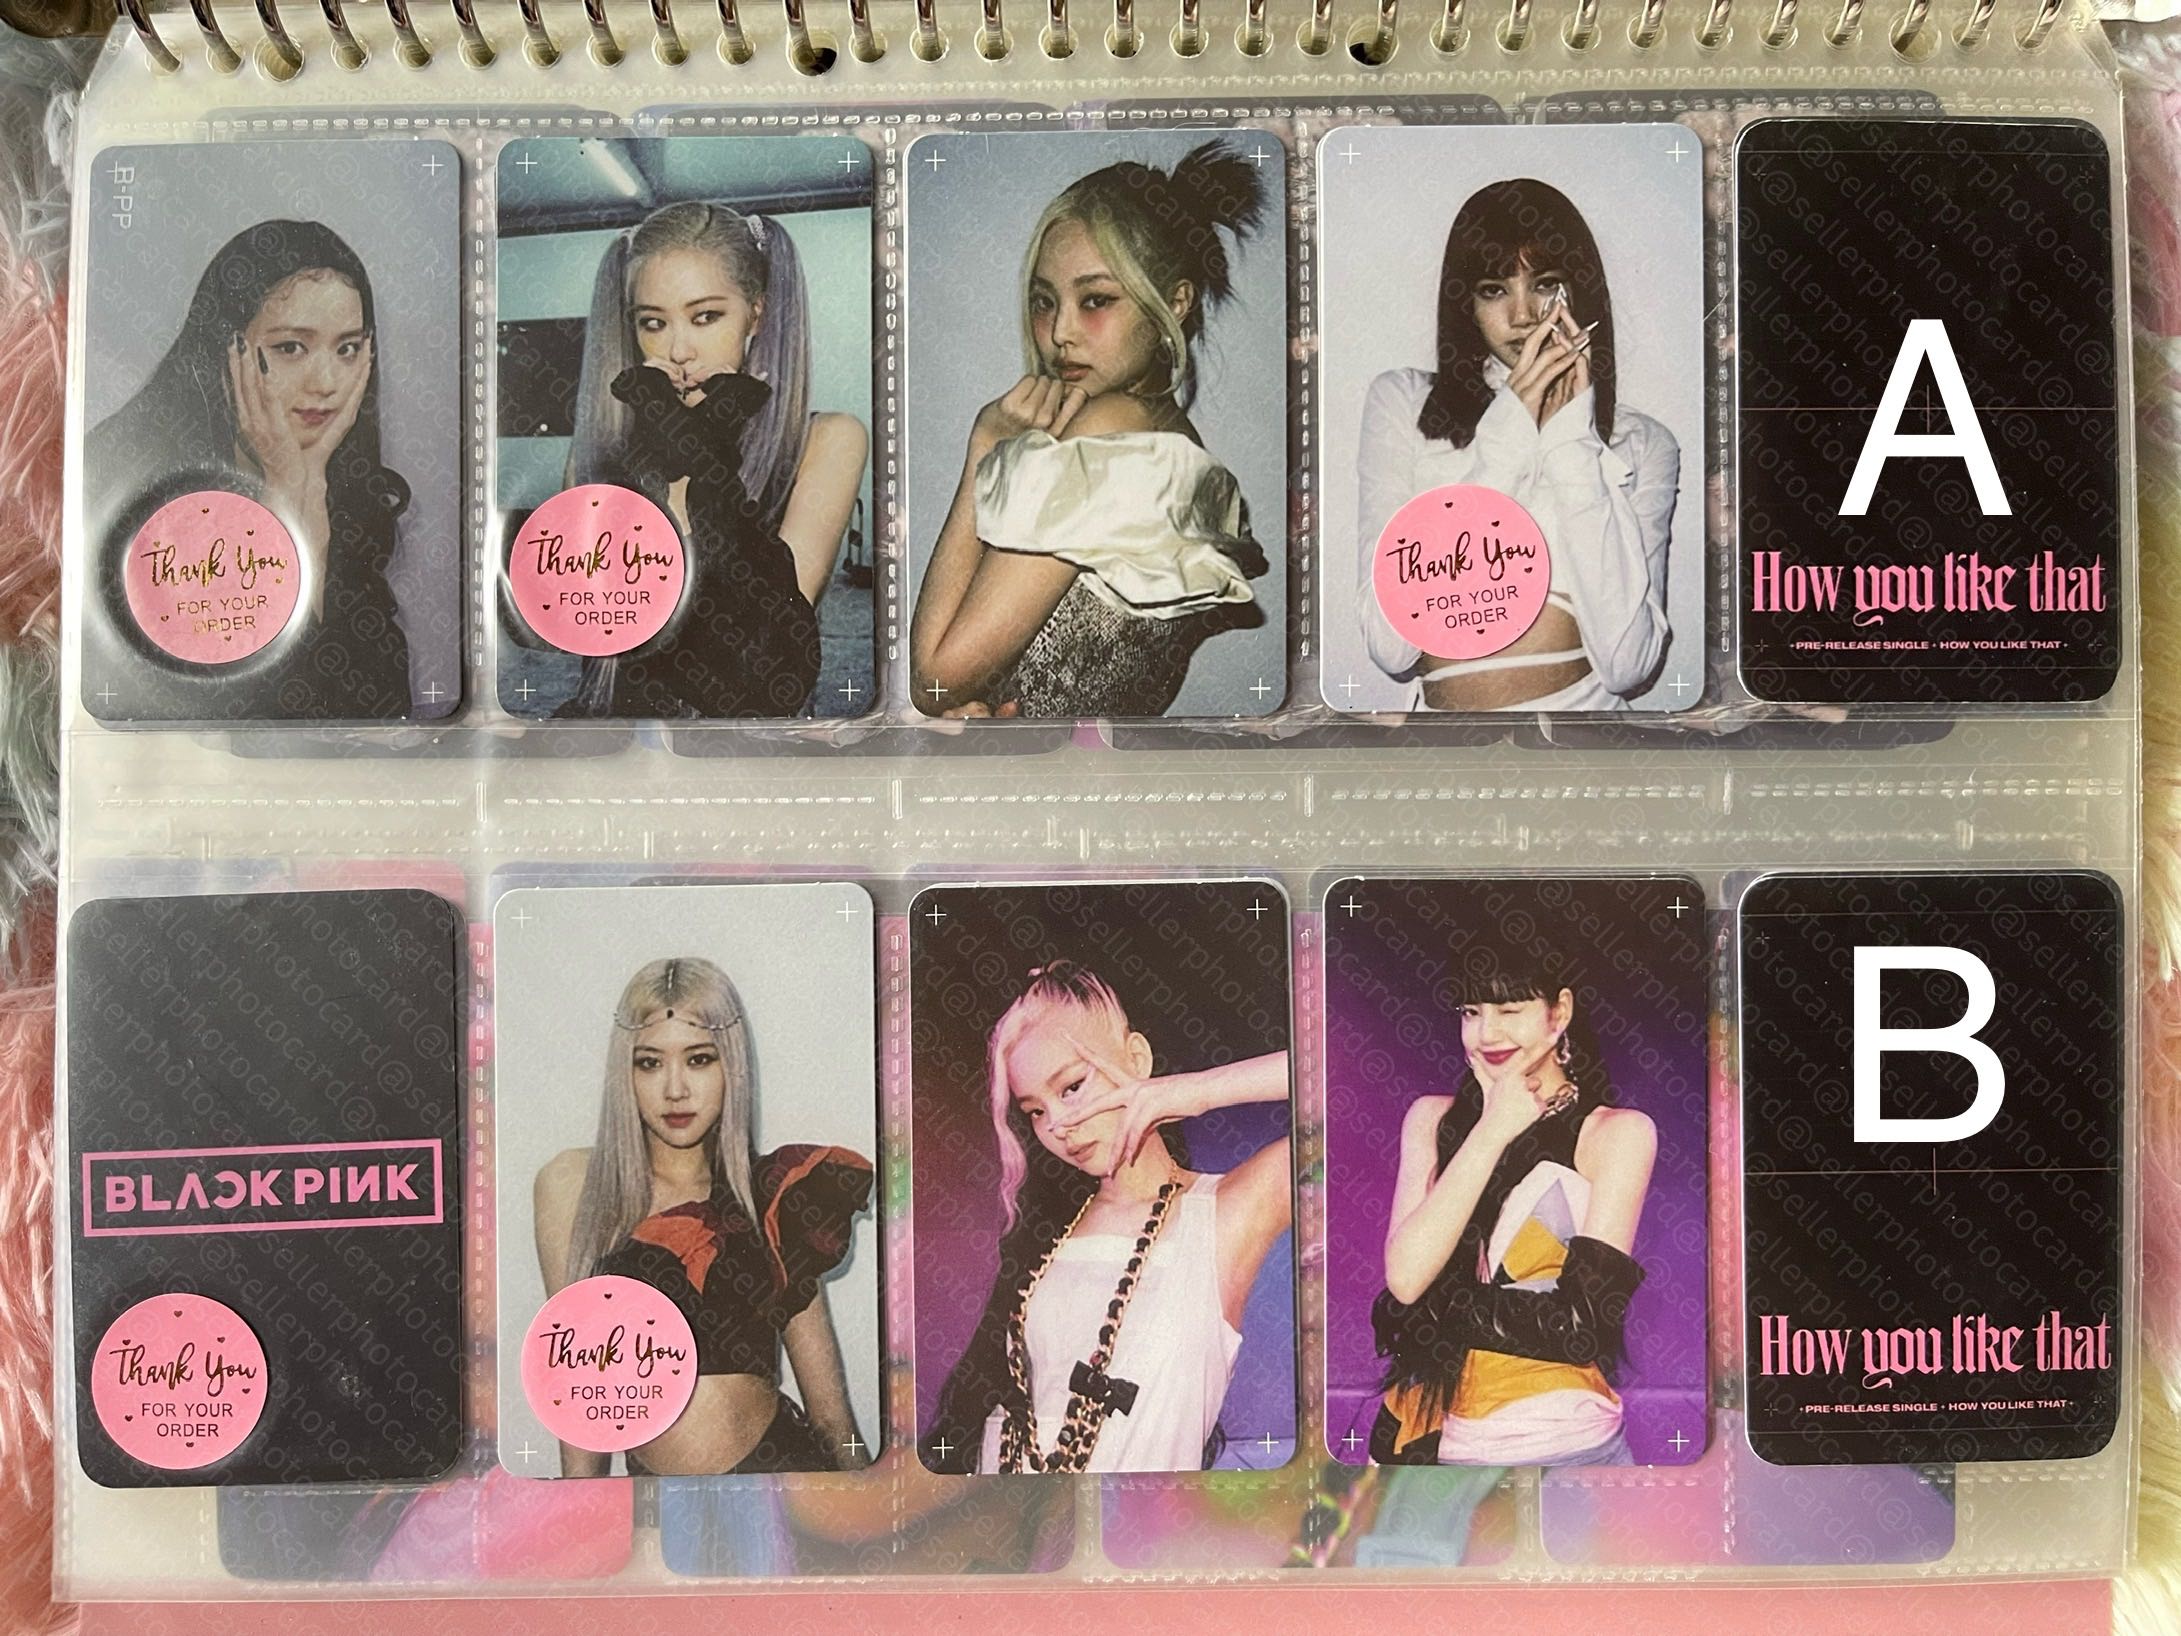 B-PP
Thank You
FOR YOUR
ORDER
Thank You
FOR YOUR
ORDER
Thank You
FOR YOUR
ORDER
A
How you like that
PRE-RELEASE SINGLE + HOW YOU LIKE THAT
BLACKPINK
Thank You
FOR YOUR
ORDER
Thank You
FOR YOUR
ORDER
B
How you like that
PRE-RELEASE SINGLE + HOW YOU LIKE THAT
@sellerphotocard